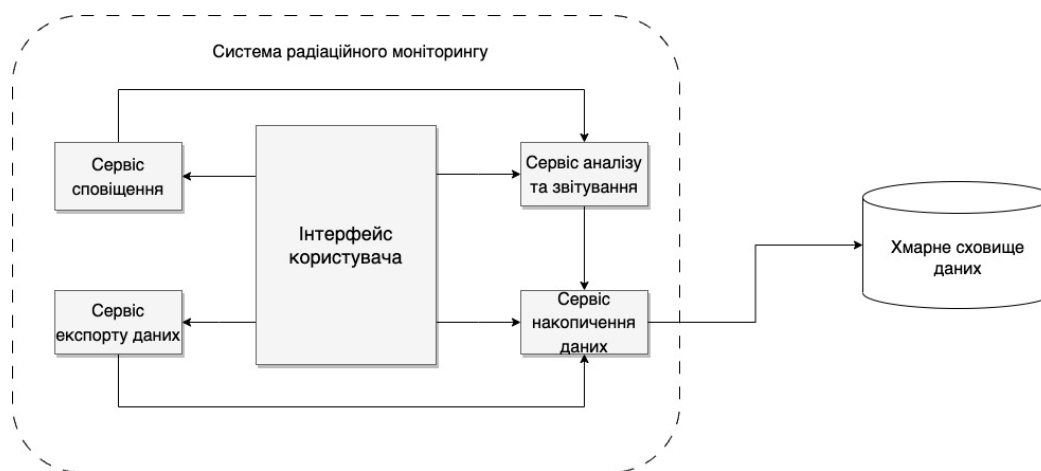 Система радіаційного моніторингу
Сервіс
сповіщення
Сервіс аналізу
та звітування
Інтерфейс
користувача
Хмарне сховище
даних
Сервіс
експорту даних
Сервіс
накопичення
даних